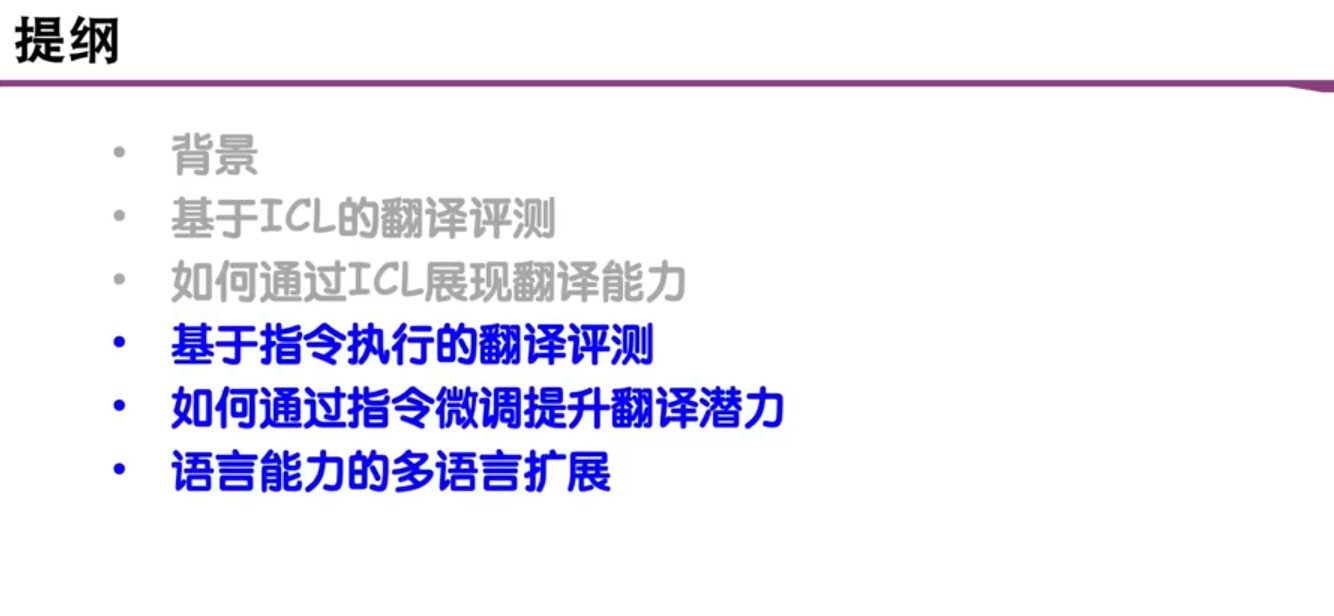 提纲
• 背景
• 基于ICL的翻译评测
• 如何通过ICL展现翻译能力
• 基于指令执行的翻译评测
• 如何通过指令微调提升翻译潜力
• 语言能力的多语言扩展